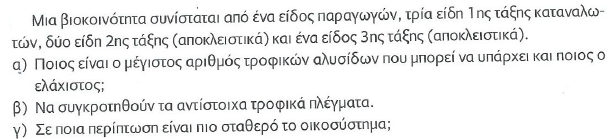 Μια βιοκοινότητα συνίσταται από ένα είδος παραγωγών, τρία είδη 1ης τάξης καταναλω-
τών, δύο είδη 2ης τάξης (αποκλειστικά) και ένα είδος 3ης τάξης (αποκλειστικά).
α) Ποιος είναι ο μέγιστος αριθμός τροφικών αλυσίδων που μπορεί να υπάρχει και ποιος ο
ελάχιστος;
β) Να συγκροτηθούν τα αντίστοιχα τροφικά πλέγματα.
γ) Σε ποια περίπτωση είναι πιο σταθερό το οικοσύστημα;